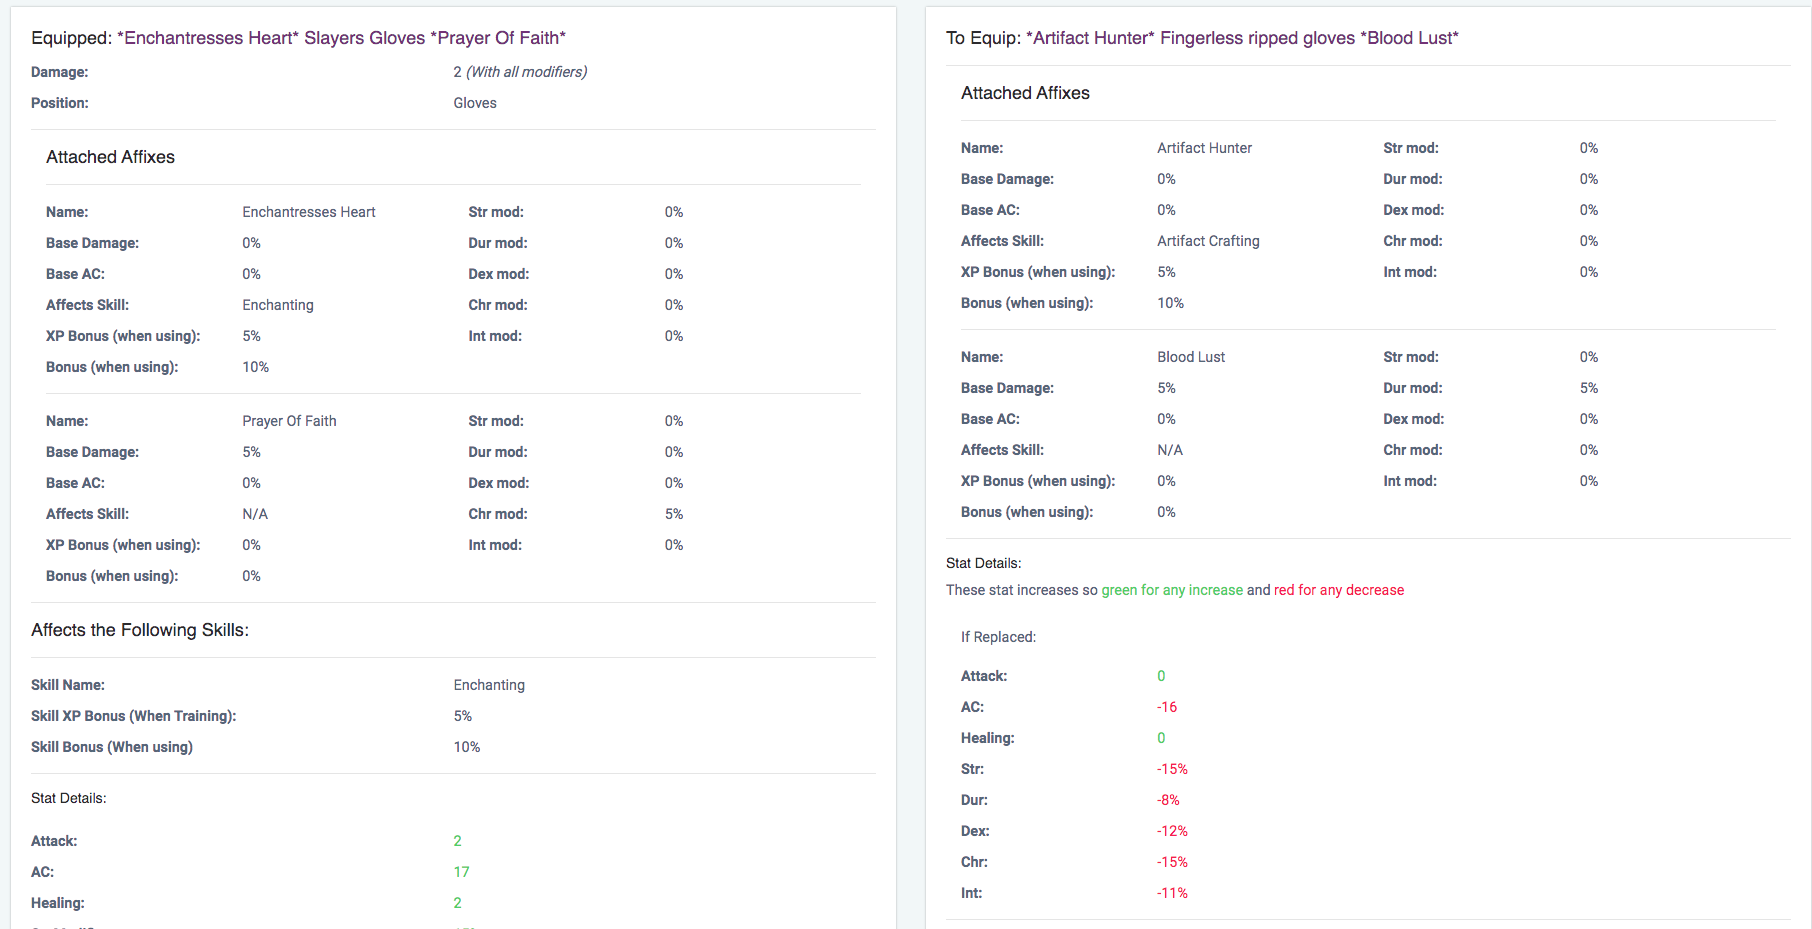 Equipped: *Enchantresses Heart* Slayers Gloves *Prayer Of Faith*
Damage: 2 (With all modifiers)
Position: Gloves
Attached Affixes
Name: Enchantresses Heart Str mod: 0%
Base Damage: 0% Dur mod: 0%
Base AC: 0% Dex mod: 0%
Affects Skill: Enchanting Chr mod: 0%
XP Bonus (when using): 5% Int mod: 0%
Bonus (when using): 10%
Name: Prayer Of Faith Str mod: 0%
Base Damage: 5% Dur mod: 0%
Base AC: 0% Dex mod: 0%
Affects Skill: N/A Chr mod: 5%
XP Bonus (when using): 0% Int mod: 0%
Bonus (when using): 0%
Affects the Following Skills:
Skill Name: Enchanting
Skill XP Bonus (When Training): 5%
Skill Bonus (When using) 10%
Stat Details:
Attack: 2
AC: 17
Healing: 2
To Equip: *Artifact Hunter* Fingerless ripped gloves *Blood Lust*
Attached Affixes
Name: Artifact Hunter Str mod: 0%
Base Damage: 0% Dur mod: 0%
Base AC: 0% Dex mod: 0%
Affects Skill: Artifact Crafting Chr mod: 0%
XP Bonus (when using): 5% Int mod: 0%
Bonus (when using): 10%
Name: Blood Lust Str mod: 0%
Base Damage: 5% Dur mod: 5%
Base AC: 0% Dex mod: 0%
Affects Skill: N/A Chr mod: 0%
XP Bonus (when using): 0% Int mod: 0%
Bonus (when using): 0%
Stat Details:
These stat increases so green for any increase and red for any decrease
If Replaced:
Attack: 0
AC: -16
Healing: 0
Str: -15%
Dur: -8%
Dex: -12%
Chr: -15%
Int: -11%